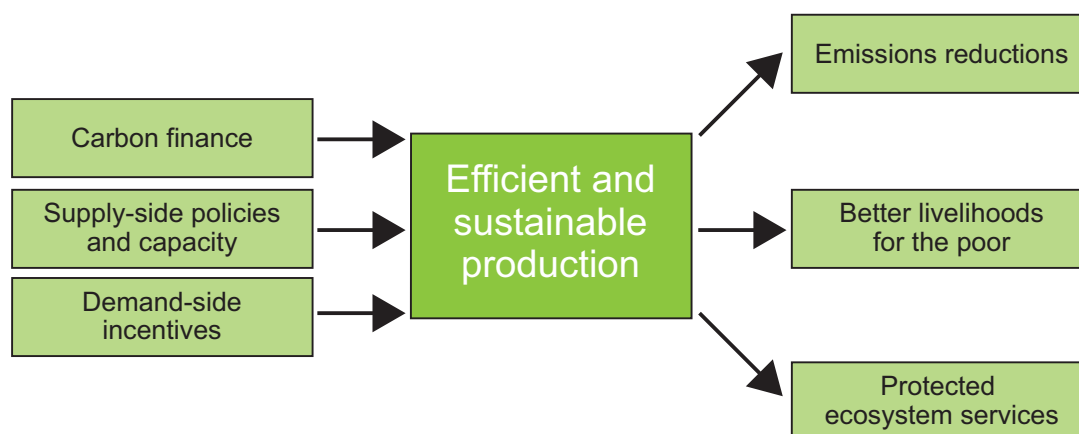 Carbon finance
Supply-side policies
and capacity
Demand-side
incentives
Efficient and
sustainable
production
Emissions reductions
Better livelihoods
for the poor
Protected
ecosystem services